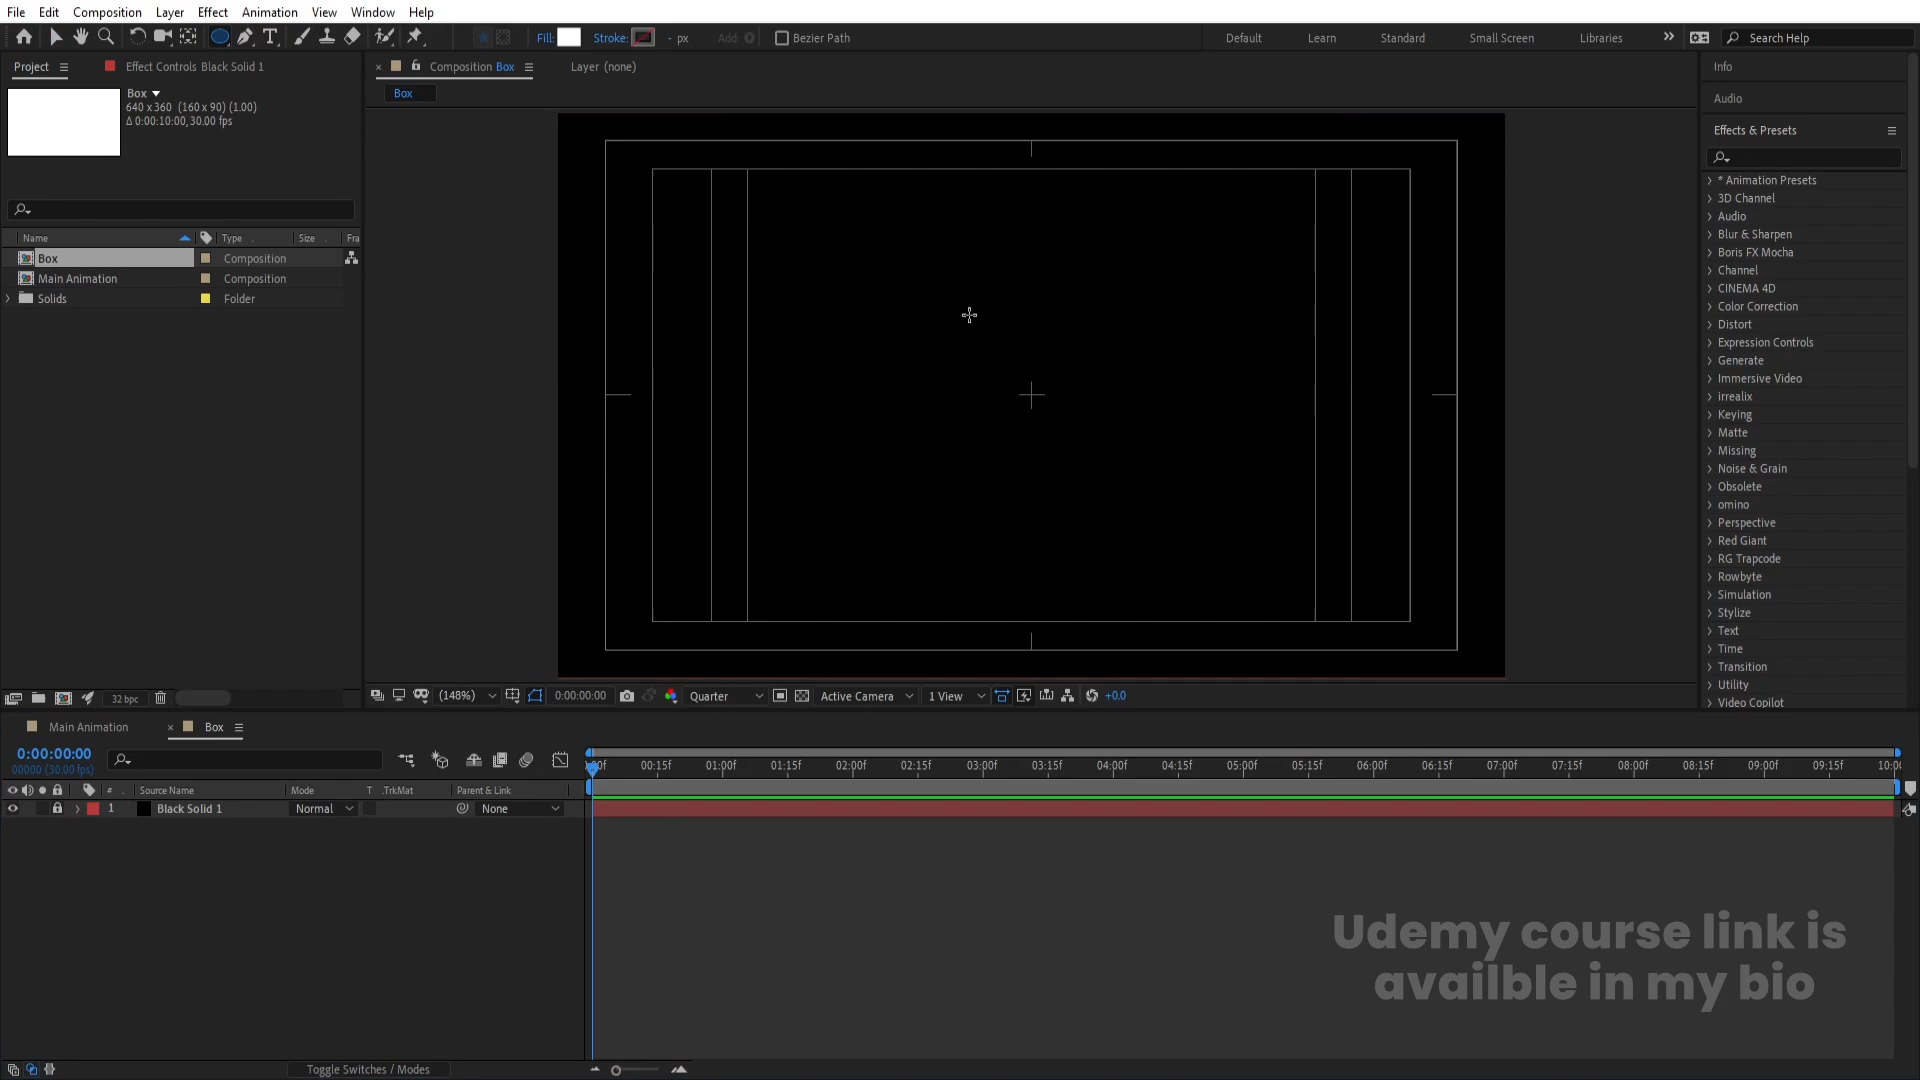 File Edit Composition Layer Effect Animation View Window Help
Fill: Stroke: - px Add: Bezier Path Default Learn Standard Small Screen Libraries Search Help
Project Effect Controls Black Solid 1
Composition Box Layer (none)
Box
Box
640 x 360 (160 x 90) (1.00)
Δ 0:00:10:00, 30.00 fps
Name Type Size Fra
Box Composition
Main Animation Composition
Solids Folder
32 bpc
(148%) 0:00:00:00 Quarter Active Camera 1 View +0.0
Info
Audio
Effects & Presets
* Animation Presets
3D Channel
Audio
Blur & Sharpen
Boris FX Mocha
Channel
CINEMA 4D
Color Correction
Distort
Expression Controls
Generate
Immersive Video
irrealix
Keying
Matte
Missing
Noise & Grain
Obsolete
omino
Perspective
Red Giant
RG Trapcode
Rowbyte
Simulation
Stylize
Text
Time
Transition
Utility
Video Copilot
Main Animation Box
0:00:00:00
00000 (30.00 fps)
00:15f 01:00f 01:15f 02:00f 02:15f 03:00f 03:15f 04:00f 04:15f 05:00f 05:15f 06:00f 06:15f 07:00f 07:15f 08:00f 08:15f 09:00f 09:15f 10:00
# Source Name Mode T .TrkMat Parent & Link
1 Black Solid 1 Normal None
Udemy course link is
availble in my bio
Toggle Switches / Modes